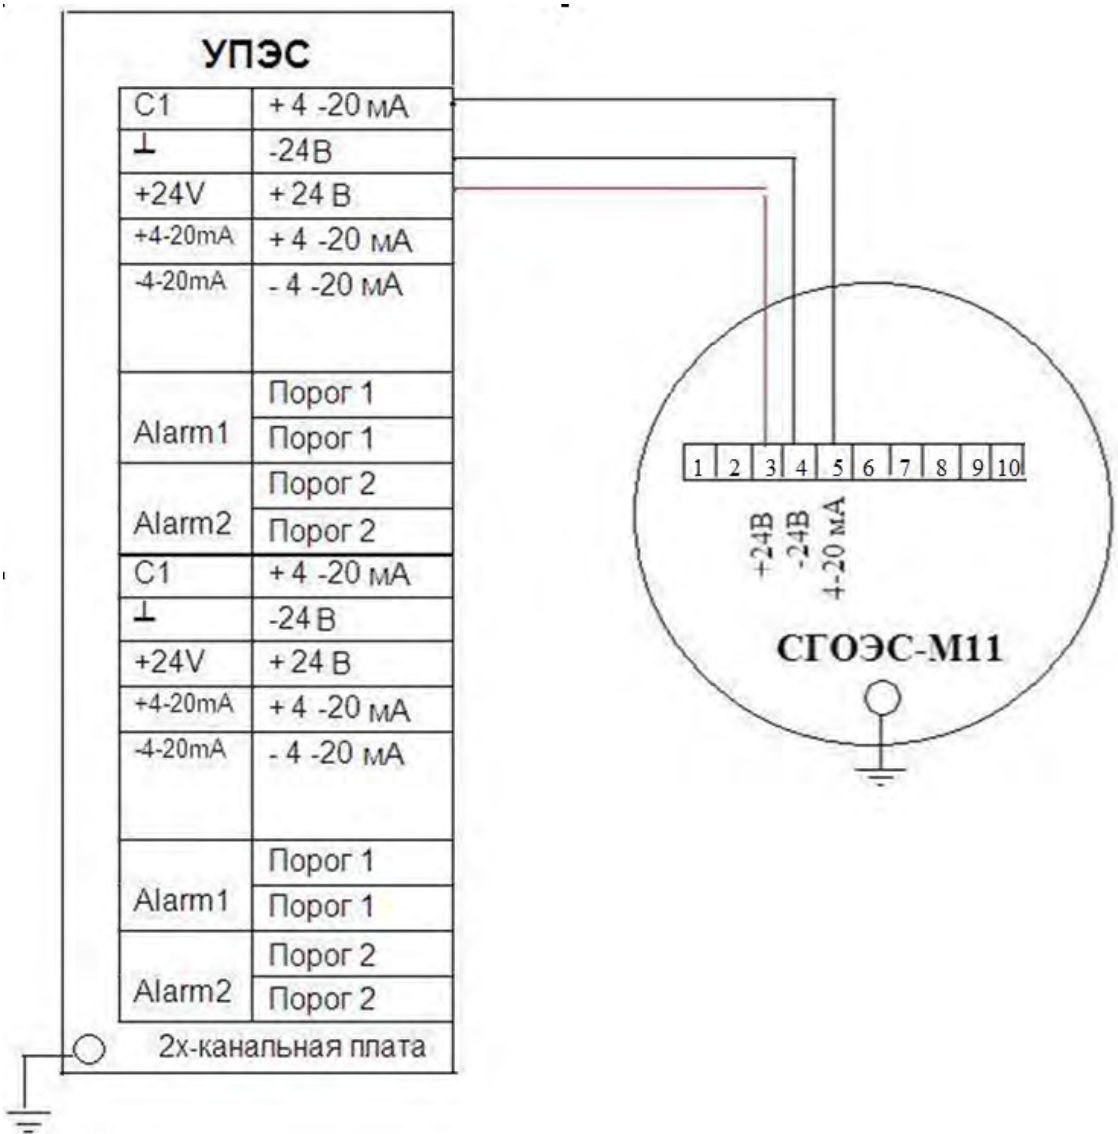 УПЭС
C1 +4 -20 мА
⊥ -24В
+24V +24 В
+4-20mA +4 -20 мА
-4-20mA - 4 -20 мА
Порог 1
Alarm1 Порог 1
Порог 2
Alarm2 Порог 2
C1 +4 -20 мА
⊥ -24 В
+24V +24 В
+4-20mA +4 -20 мА
-4-20mA - 4 -20 мА
Порог 1
Alarm1 Порог 1
Порог 2
Alarm2 Порог 2
2х-канальная плата
1 2 3 4 5 6 7 8 9 10
+24В
-24В
4-20 мА
СГОЭС-М11